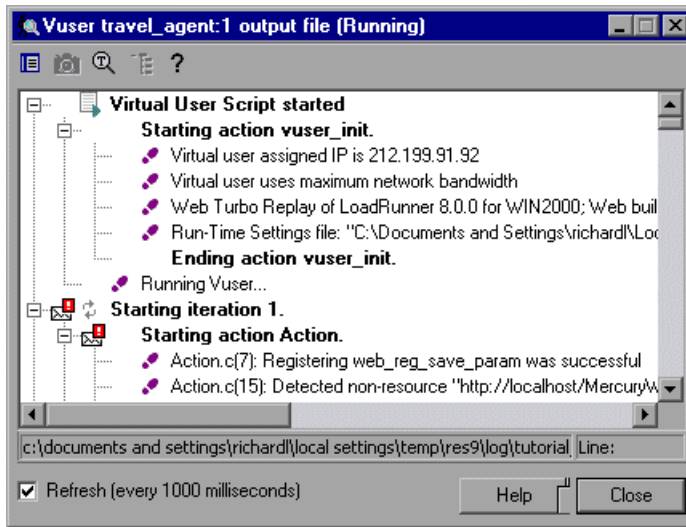 Vuser travel_agent:1 output file (Running)
Virtual User Script started
Starting action vuser_init.
Virtual user assigned IP is 212.199.91.92
Virtual user uses maximum network bandwidth
Web Turbo Replay of LoadRunner 8.0.0 for WIN2000; Web buil
Run-Time Settings file: "C:\Documents and Settings\richardl\Loc
Ending action vuser_init.
Running Vuser...
Starting iteration 1.
Starting action Action.
Action.c(7): Registering web_reg_save_param was successful
Action.c(15): Detected non-resource "http://localhost/MercuryW
c:\documents and settings\richardl\local settings\temp\res9\log\tutorial_ Line:
Refresh (every 1000 milliseconds)
Help Close